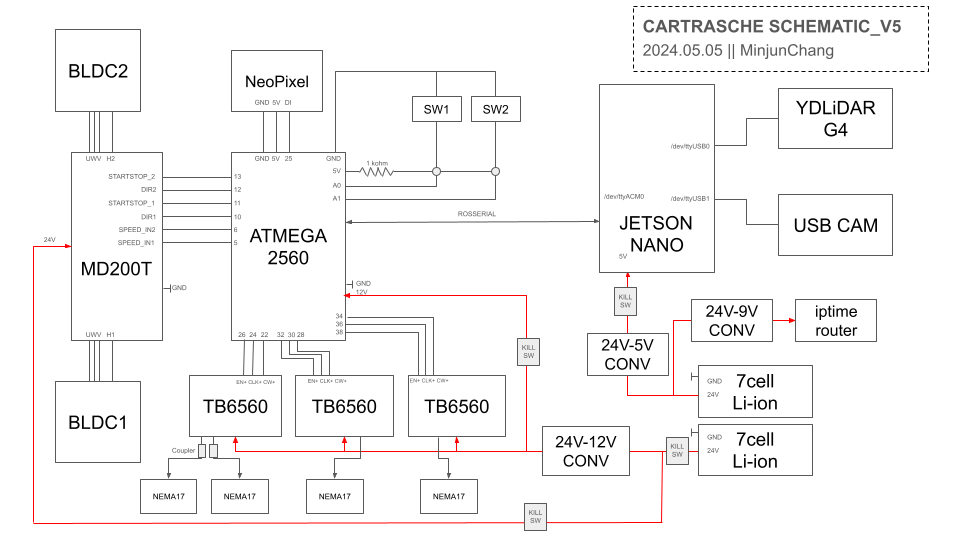 CARTRASCHE SCHEMATIC_V5
2024.05.05 || MinjunChang
BLDC2
UWV H2
STARTSTOP_2
DIR2
STARTSTOP_1
DIR1
SPEED_IN2
SPEED_IN1
24V
MD200T
GND
UWV H1
BLDC1
NeoPixel
GND 5V DI
GND 5V 25
GND
5V
A0
A1
13
12
11
10
6
5
ATMEGA
2560
GND
12V
34
36
38
26 24 22 32 30 28
1 kohm
SW1
SW2
ROSSERIAL
/dev/ttyUSB0
/dev/ttyACM0
/dev/ttyUSB1
JETSON
NANO
5V
YDLiDAR
G4
USB CAM
KILL
SW
24V-5V
CONV
24V-9V
CONV
iptime
router
GND
24V
7cell
Li-ion
GND
24V
7cell
Li-ion
KILL
SW
24V-12V
CONV
KILL
SW
KILL
SW
EN+ CLK+ CW+
TB6560
EN+ CLK+ CW+
TB6560
EN+ CLK+ CW+
TB6560
Coupler
NEMA17
NEMA17
NEMA17
NEMA17